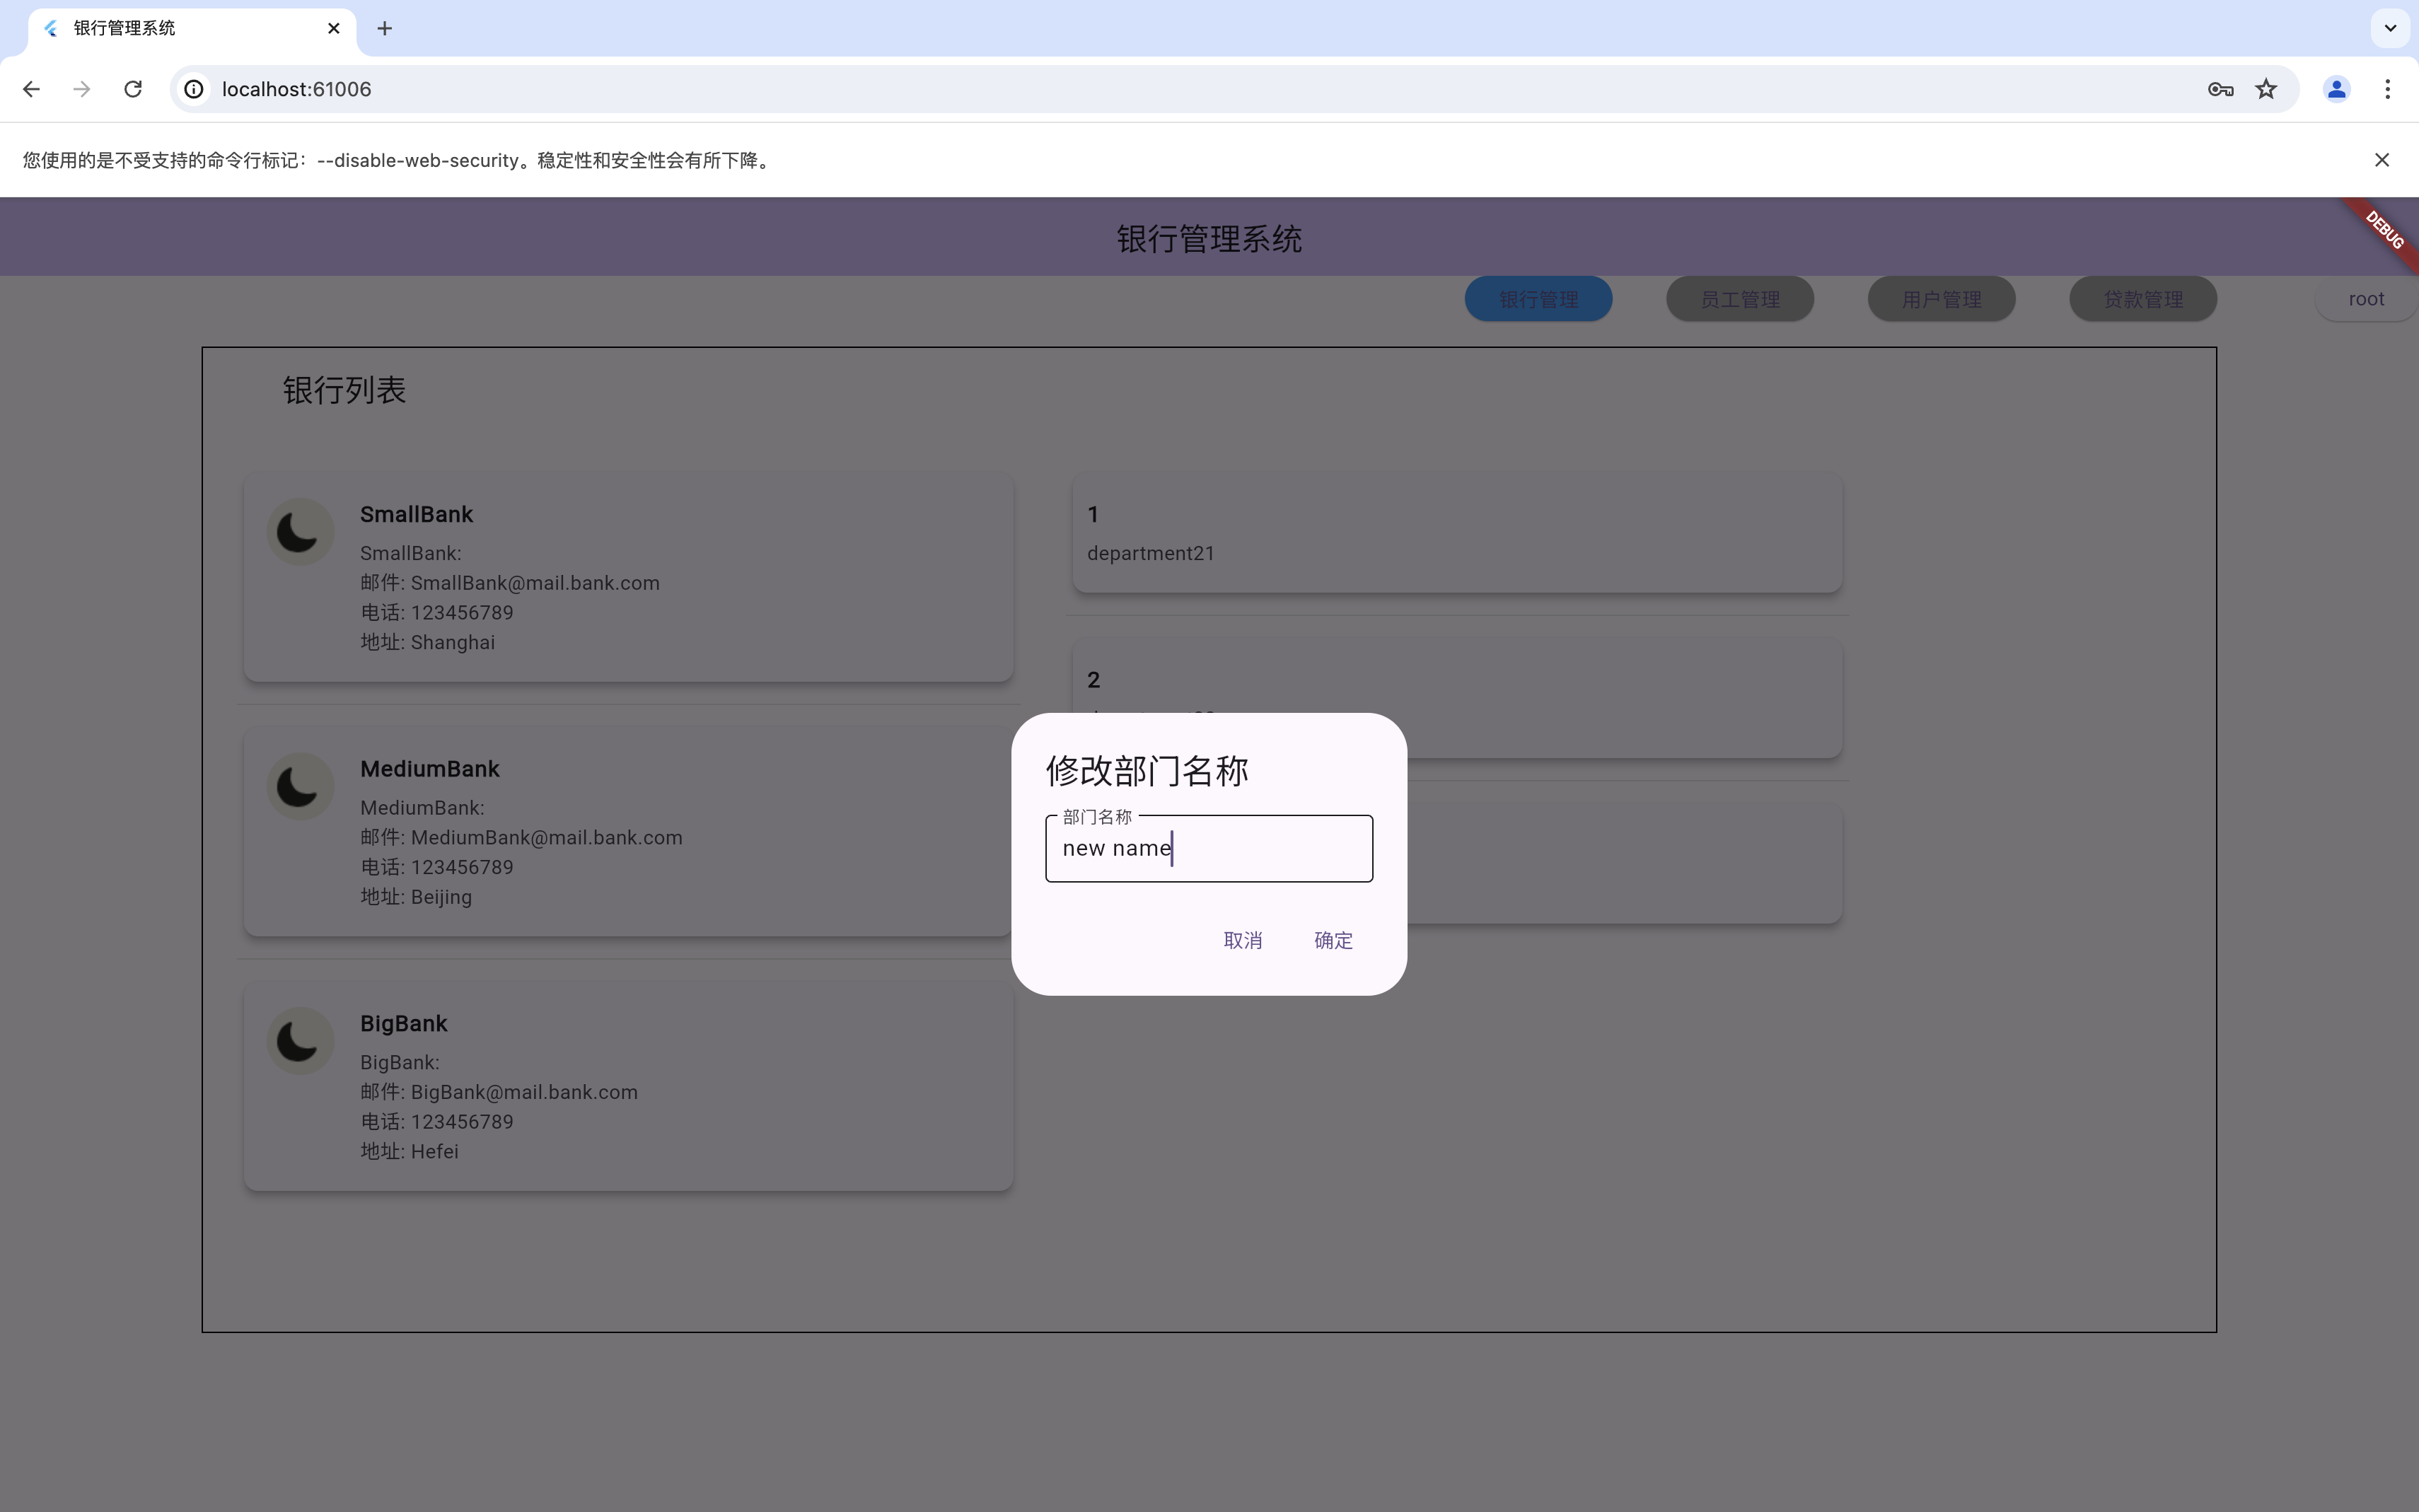 银行管理系统
localhost:61006
您使用的是不受支持的命令行标记：--disable-web-security。稳定性和安全性会有所下降。
银行管理系统
DEBUG
银行管理
员工管理
用户管理
贷款管理
root
银行列表
SmallBank
SmallBank:
邮件: SmallBank@mail.bank.com
电话: 123456789
地址: Shanghai
MediumBank
MediumBank:
邮件: MediumBank@mail.bank.com
电话: 123456789
地址: Beijing
BigBank
BigBank:
邮件: BigBank@mail.bank.com
电话: 123456789
地址: Hefei
1
department21
2
修改部门名称
部门名称
new name
取消
确定